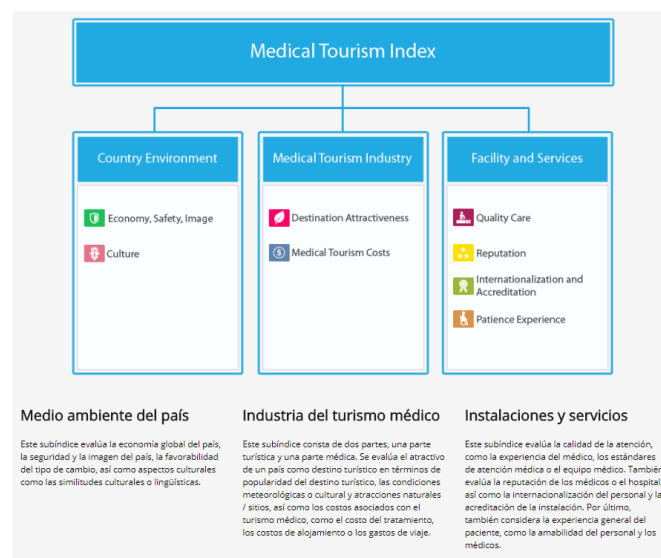 Medical Tourism Index
Country Environment
Economy, Safety, Image
Culture
Medical Tourism Industry
Destination Attractiveness
Medical Tourism Costs
Facility and Services
Quality Care
Reputation
Internationalization and
Accreditation
Patience Experience
Medio ambiente del país
Este subíndice evalúa la economía global del país,
la seguridad y la imagen del país, la favorabilidad
del tipo de cambio, así como aspectos culturales
como las similitudes culturales o lingüísticas.
Industria del turismo médico
Este subíndice consta de dos partes, una parte
turística y una parte médica. Se evalúa el atractivo
de un país como destino turístico en términos de
popularidad del destino turístico, las condiciones
meteorológicas o cultural y atracciones naturales
/ sitios, así como los costos asociados con el
turismo médico, como el costo del tratamiento,
los costos de alojamiento o los gastos de viaje.
Instalaciones y servicios
Este subíndice evalúa la calidad de la atención,
como la experiencia del médico, los estándares
de atención médica o el equipo médico. También
evalúa la reputación de los médicos o el hospital,
así como la internacionalización del personal y la
acreditación de la instalación. Por último,
también considera la experiencia general del
paciente, como la amabilidad del personal y los
médicos.